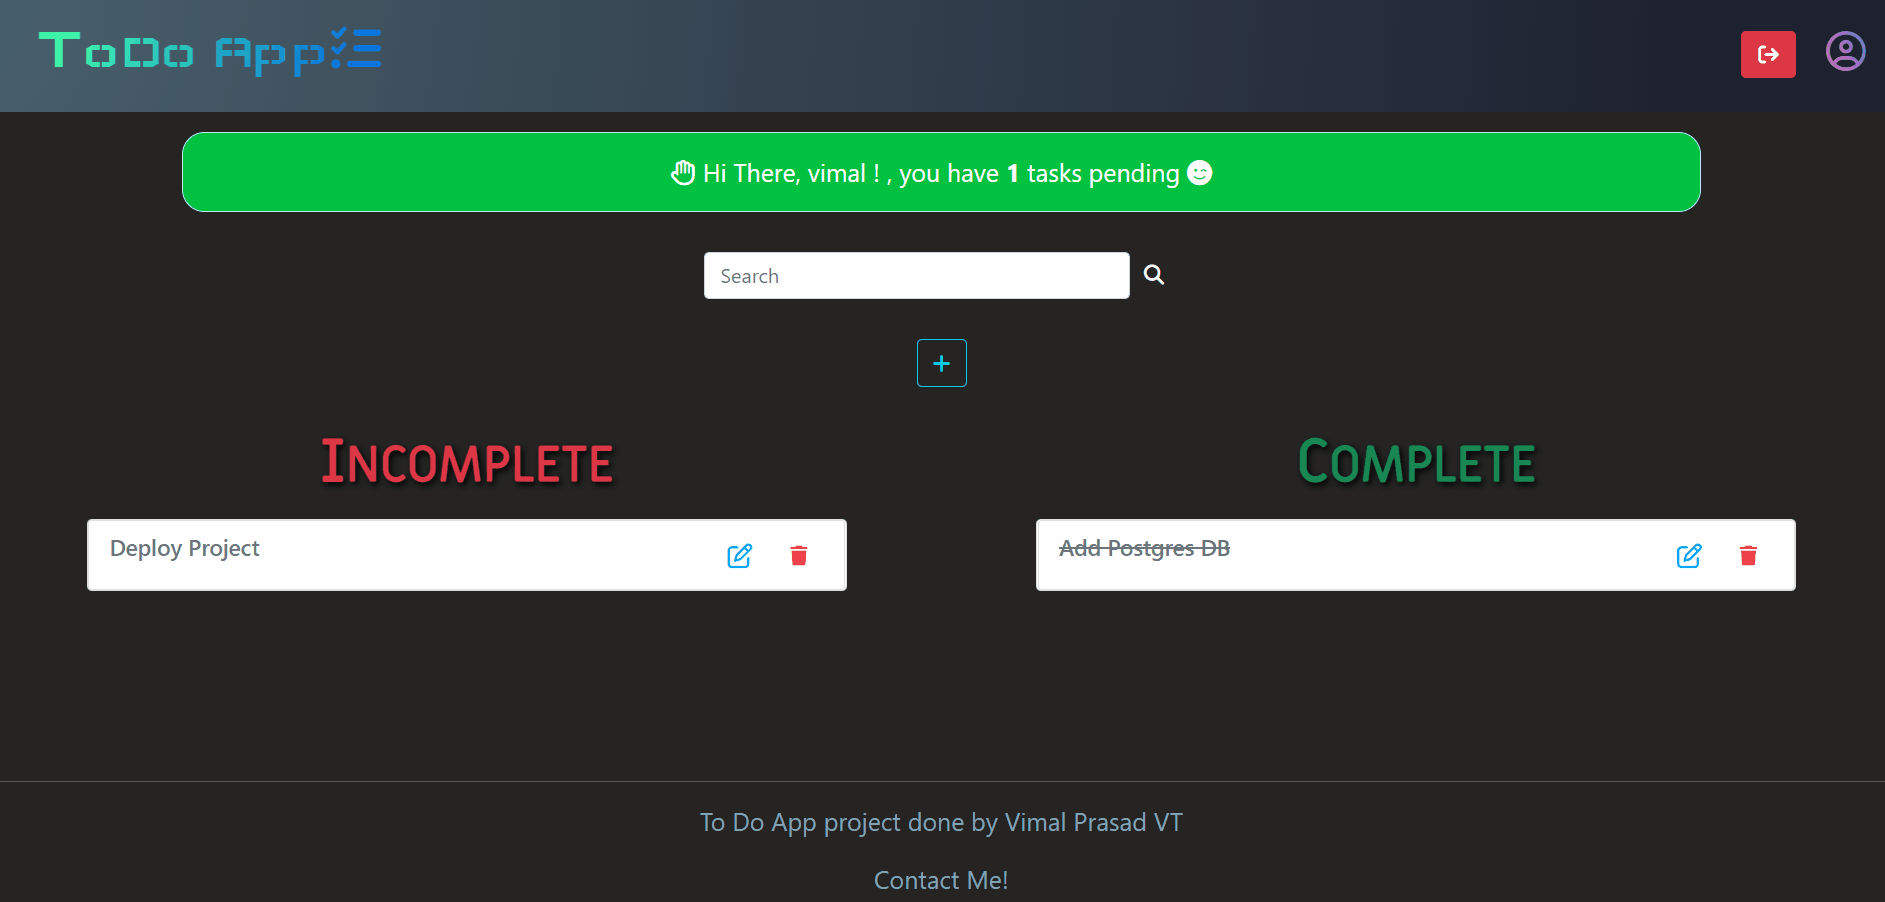 ToDo App
Hi There, vimal ! , you have 1 tasks pending
Search
Incomplete
Complete
Deploy Project
Add Postgres DB
To Do App project done by Vimal Prasad VT
Contact Me!